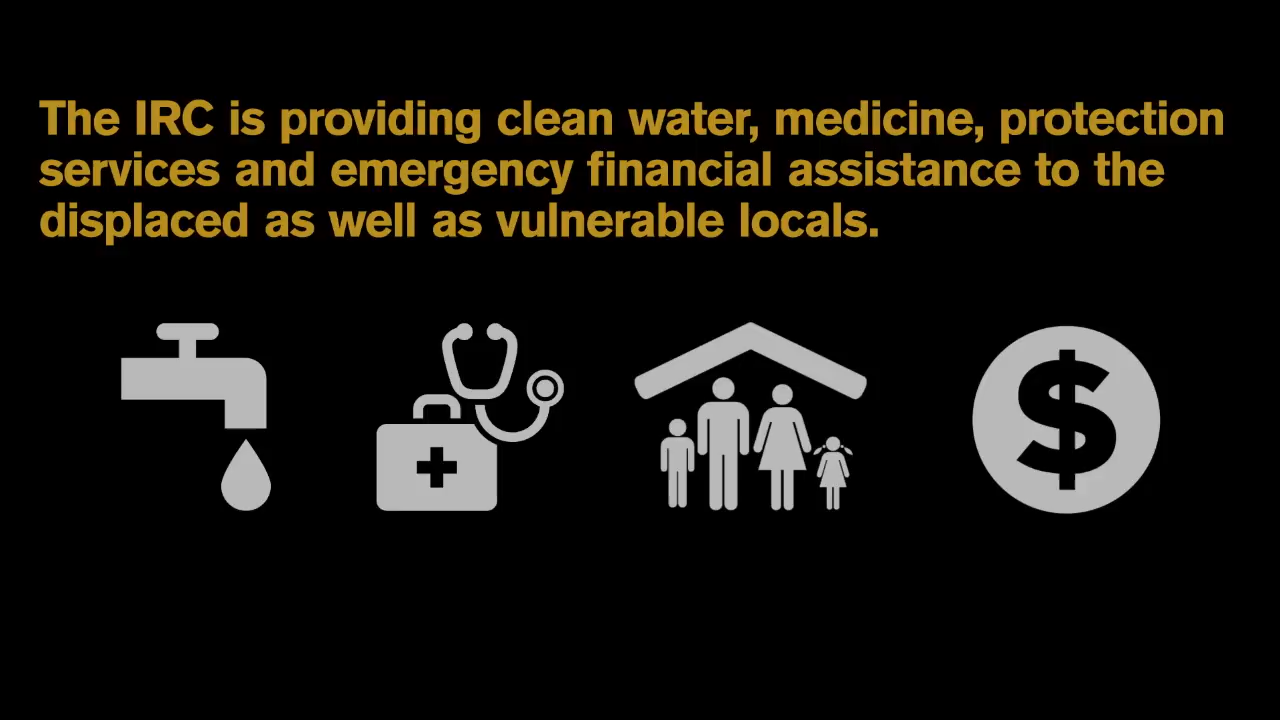 The IRC is providing clean water, medicine, protection
services and emergency financial assistance to the
displaced as well as vulnerable locals.